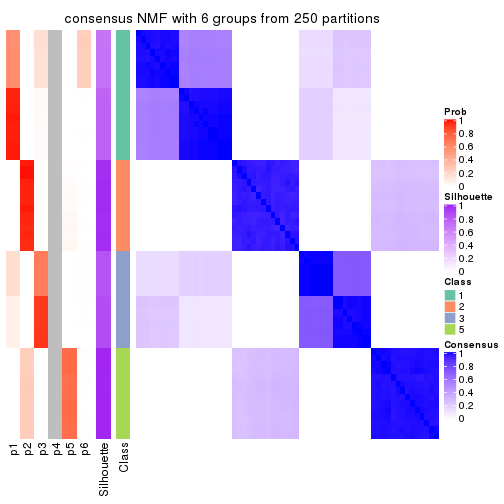 consensus NMF with 6 groups from 250 partitions
Prob
1
0.8
0.6
0.4
0.2
0
Silhouette
1
0.8
0.6
0.4
0.2
0
Class
1
2
3
5
Consensus
1
0.8
0.6
0.4
0.2
0
p1
p2
p3
p4
p5
p6
Silhouette
Class